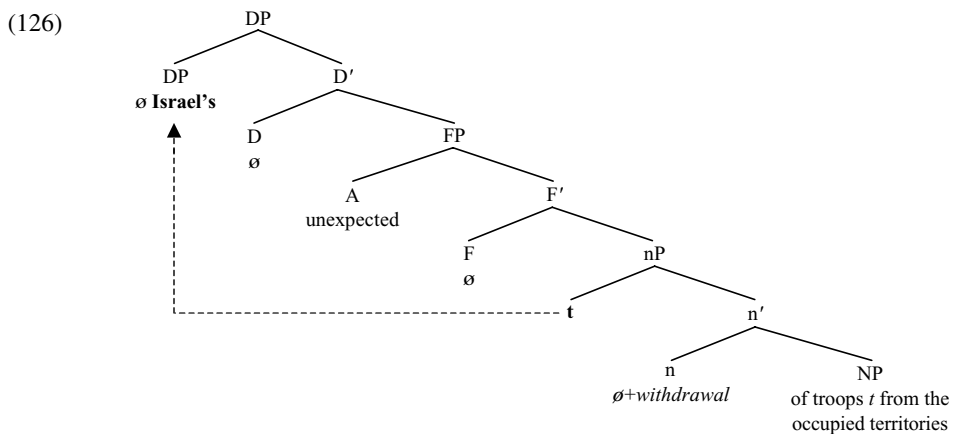 (126)
DP
DP D′
ø Israel's
D FP
ø
A F′
unexpected
F nP
ø
t n′
n NP
ø+withdrawal of troops t from the
occupied territories